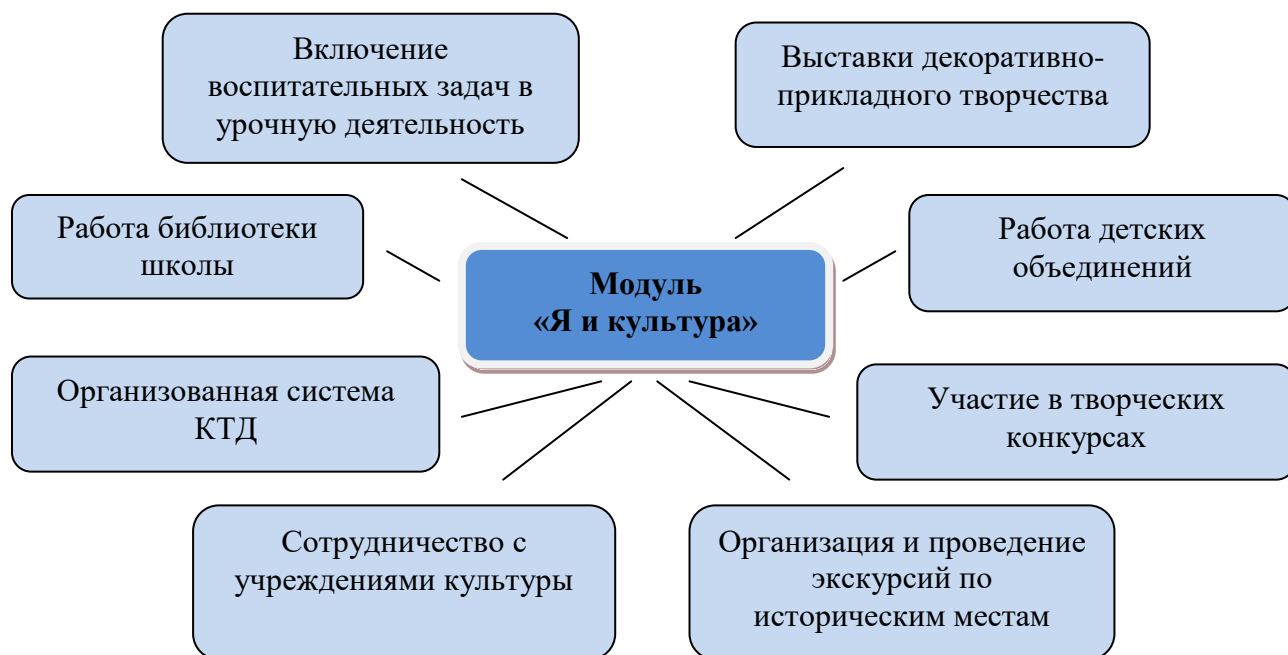 Включение
воспитательных задач в
урочную деятельность
Выставки декоративно-
прикладного творчества
Работа библиотеки
школы
Модуль
«Я и культура»
Работа детских
объединений
Организованная система
КТД
Участие в творческих
конкурсах
Сотрудничество с
учреждениями культуры
Организация и проведение
экскурсий по
историческим местам